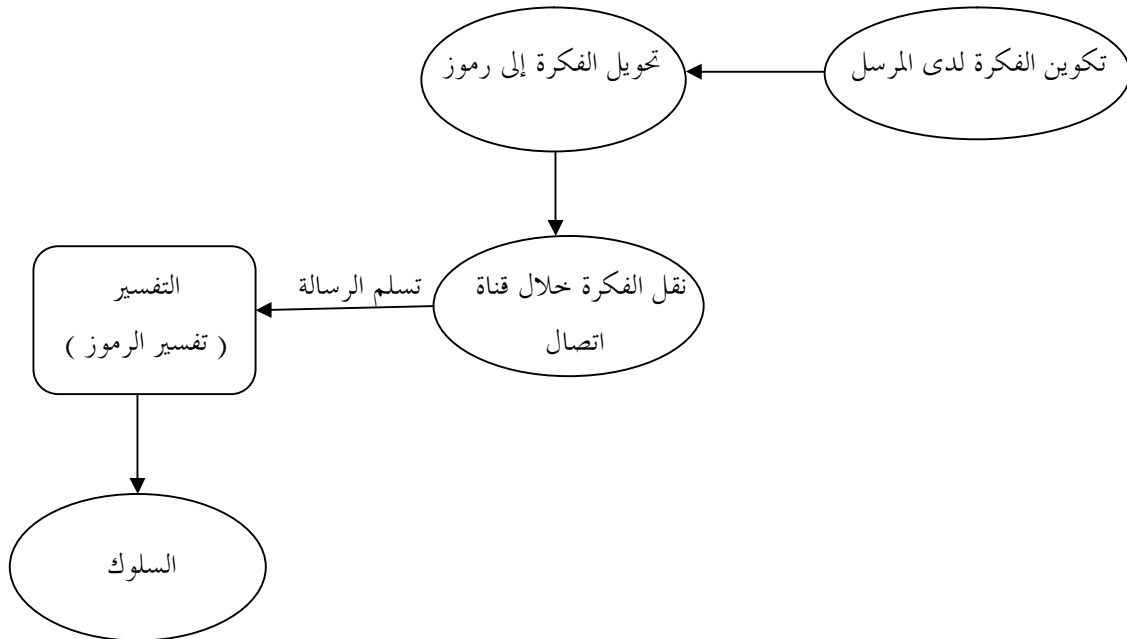 تكوين الفكرة لدى المرسل
تحويل الفكرة إلى رموز
نقل الفكرة خلال قناة
اتصال
تسلم الرسالة
التفسير
( تفسير الرموز )
السلوك